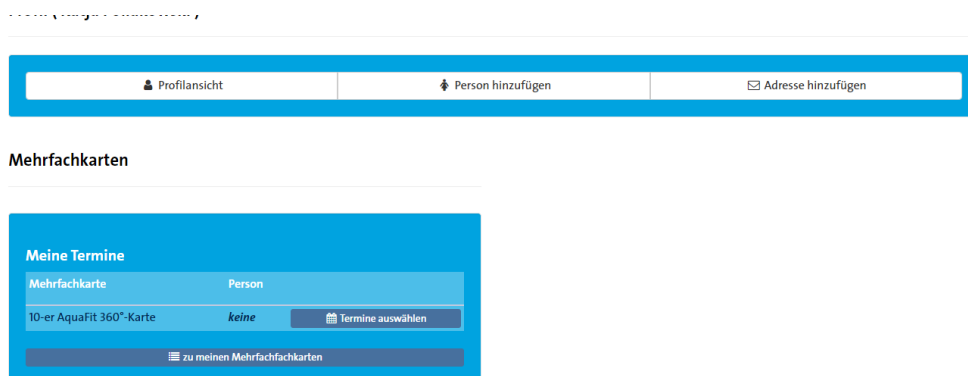 Profilansicht
Person hinzufügen
Adresse hinzufügen
Mehrfachkarten
Meine Termine
Mehrfachkarte Person
10-er AquaFit 360°-Karte keine Termine auswählen
zu meinen Mehrfachfachkarten